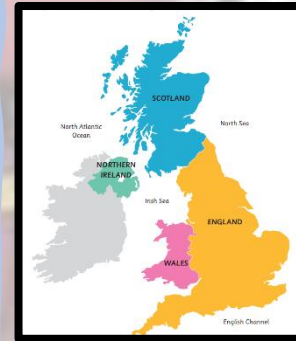 SCOTLAND
North Atlantic
Ocean
North Sea
NORTHERN
IRELAND
Irish Sea
ENGLAND
WALES
English Channel